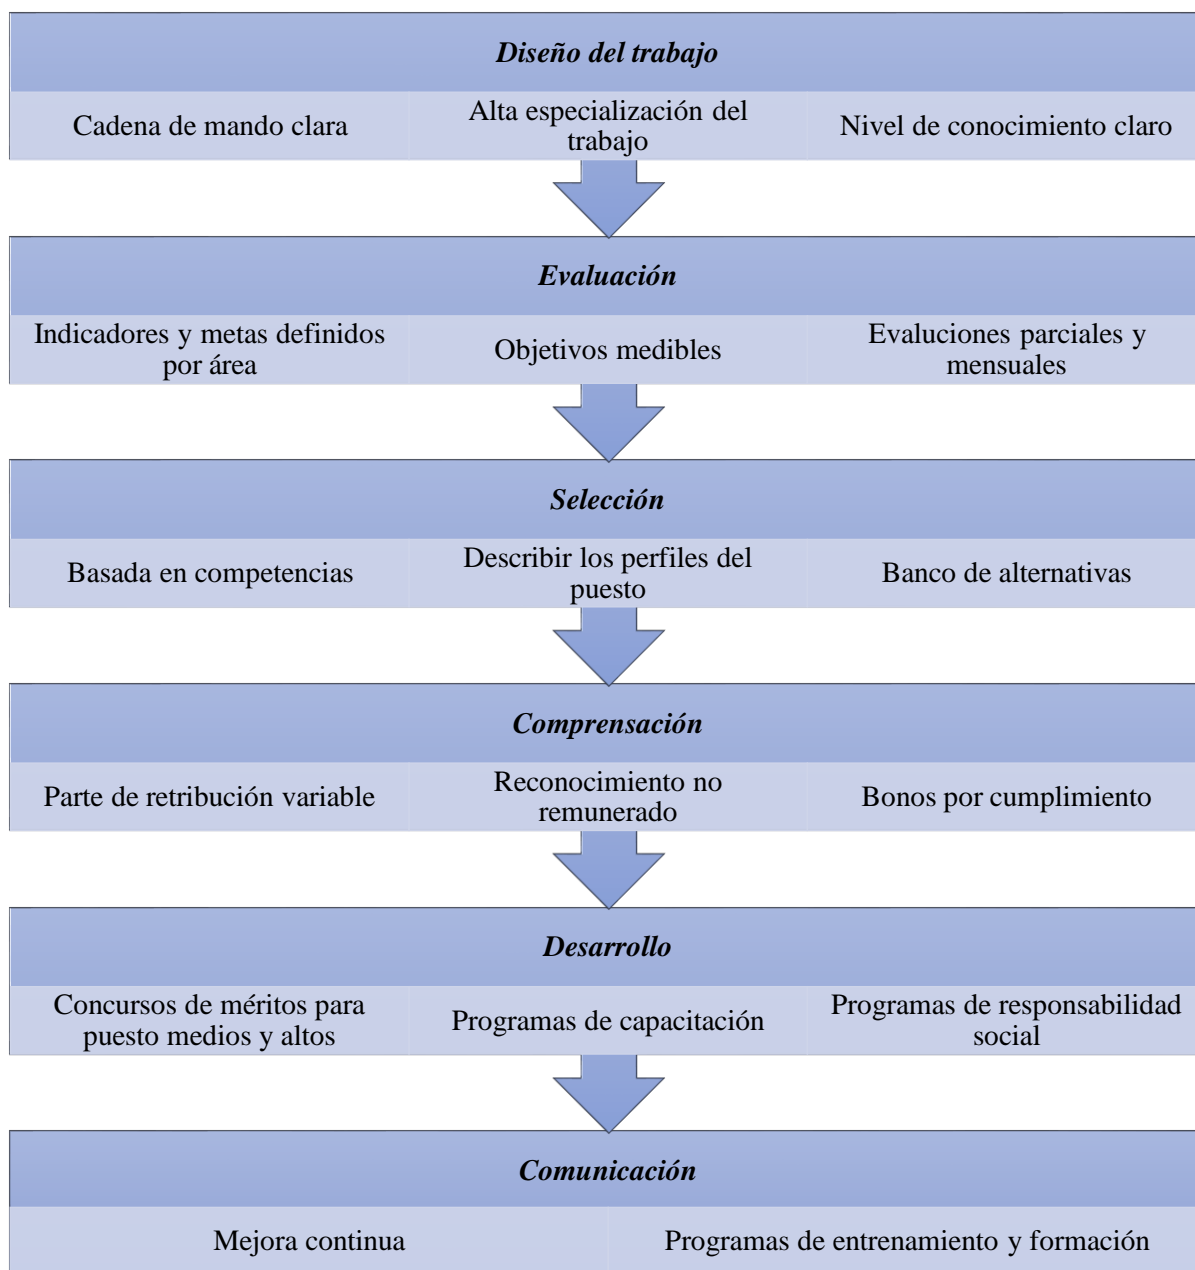 Diseño del trabajo
Cadena de mando clara
Alta especialización del
trabajo
Nivel de conocimiento claro
Evaluación
Indicadores y metas definidos
por área
Objetivos medibles
Evaluciones parciales y
mensuales
Selección
Basada en competencias
Describir los perfiles del
puesto
Banco de alternativas
Comprensación
Parte de retribución variable
Reconocimiento no
remunerado
Bonos por cumplimiento
Desarrollo
Concursos de méritos para
puesto medios y altos
Programas de capacitación
Programas de responsabilidad
social
Comunicación
Mejora continua
Programas de entrenamiento y formación